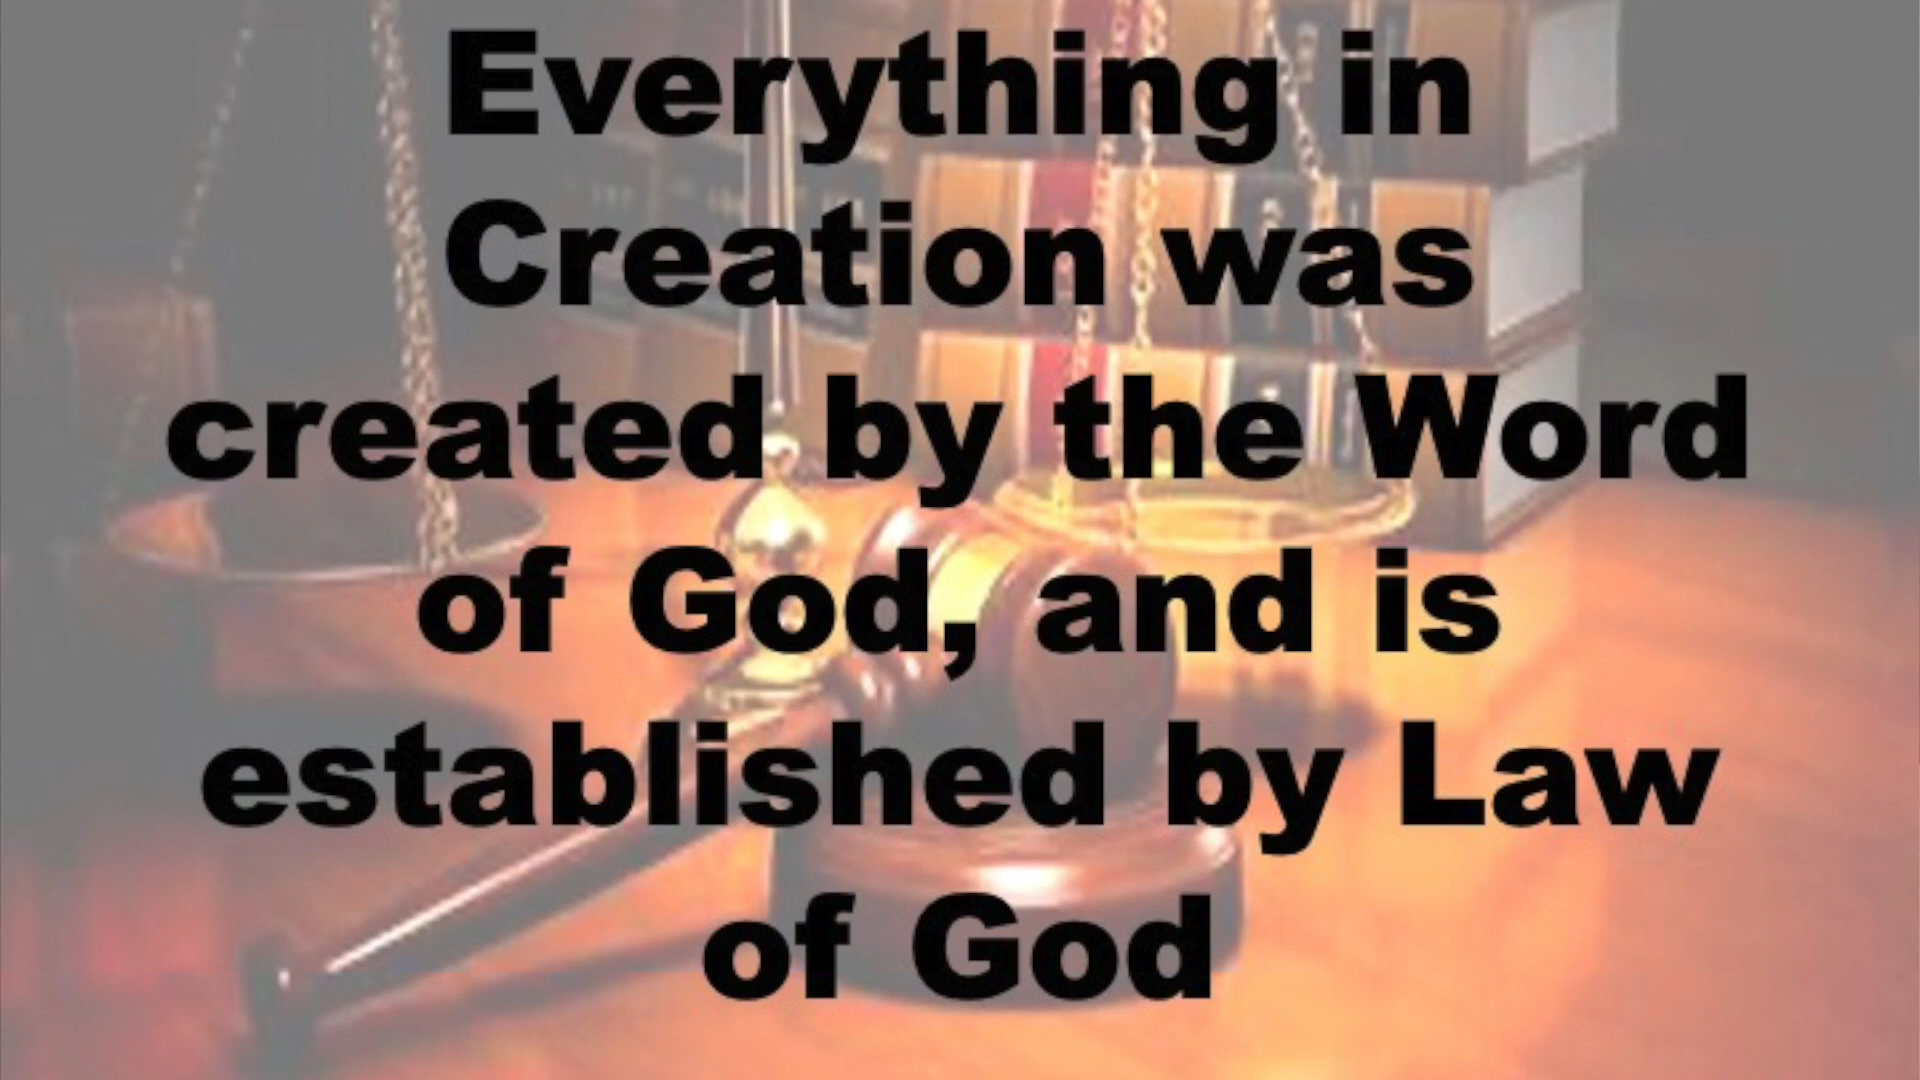 Everything in
Creation was
created by the Word
of God, and is
established by Law
of God